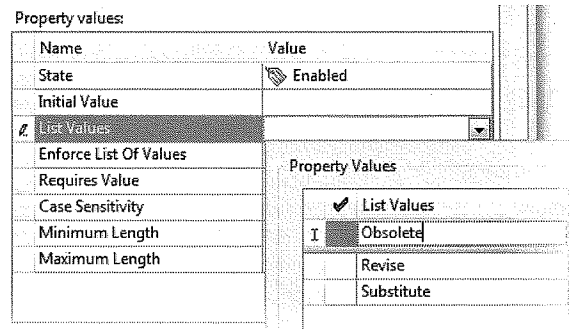 Property values:
Name Value
State Enabled
Initial Value
List Values
Enforce List Of Values
Requires Value
Case Sensitivity
Minimum Length
Maximum Length
Property Values
List Values
Obsolete
Revise
Substitute